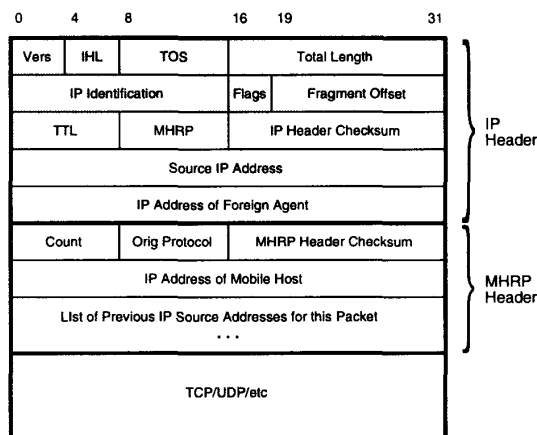 0 4 8 16 19 31
Vers IHL TOS Total Length
IP Identification Flags Fragment Offset
TTL MHRP IP Header Checksum
Source IP Address
IP Address of Foreign Agent
IP
Header
Count Orig Protocol MHRP Header Checksum
IP Address of Mobile Host
List of Previous IP Source Addresses for this Packet
. . .
MHRP
Header
TCP/UDP/etc